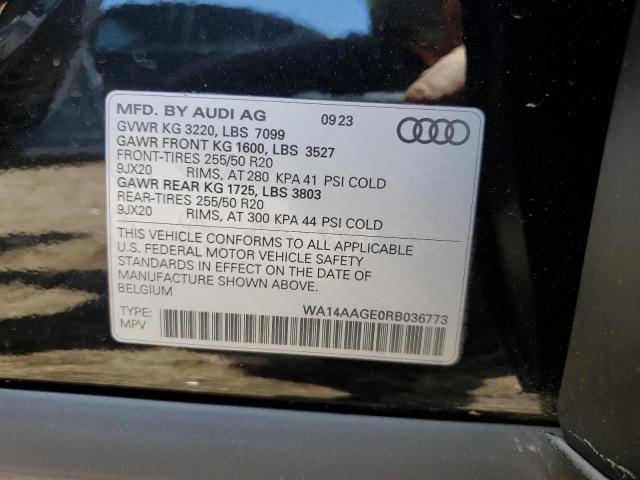 MFD. BY AUDI AG 09 23
GVWR KG 3220, LBS 7099
GAWR FRONT KG 1600, LBS 3527
FRONT-TIRES 255/50 R20
9JX20 RIMS, AT 280 KPA 41 PSI COLD
GAWR REAR KG 1725, LBS 3803
REAR-TIRES 255/50 R20
9JX20 RIMS, AT 300 KPA 44 PSI COLD
THIS VEHICLE CONFORMS TO ALL APPLICABLE
U.S. FEDERAL MOTOR VEHICLE SAFETY
STANDARDS IN EFFECT ON THE DATE OF
MANUFACTURE SHOWN ABOVE.
BELGIUM
TYPE: WA14AAGE0RB036773
MPV